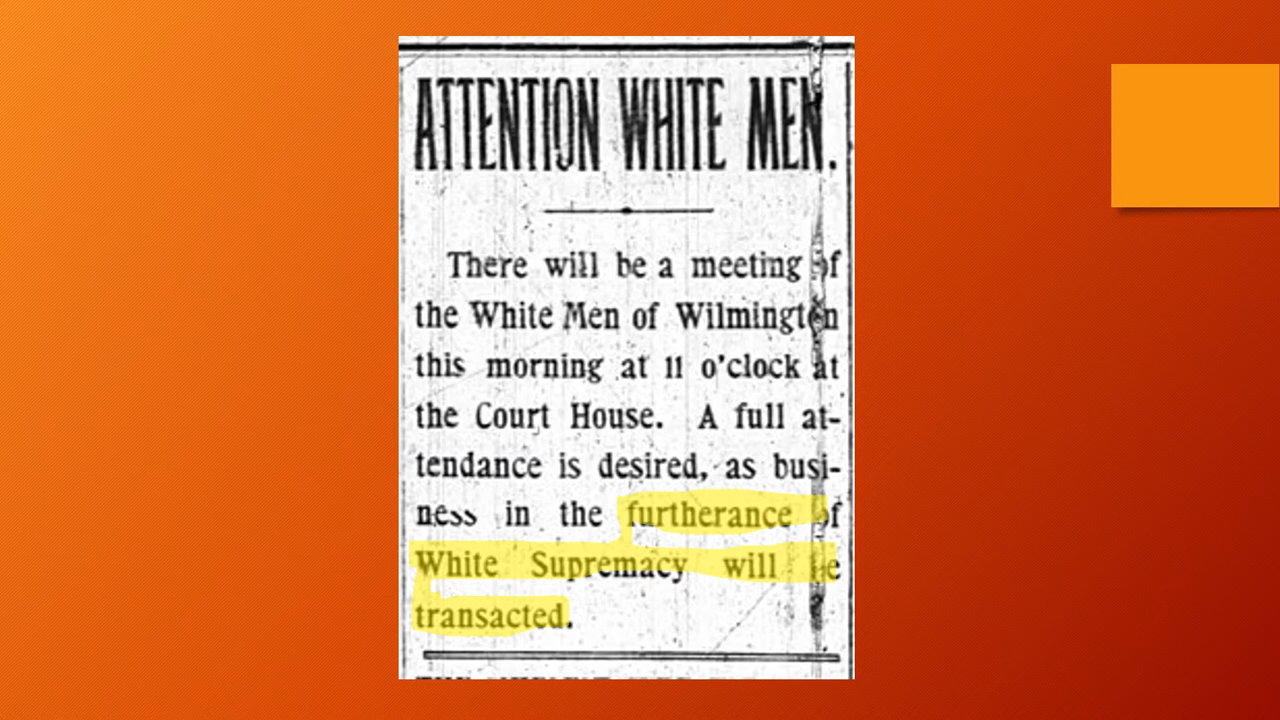 ATTENTION WHITE MEN.
There will be a meeting of
the White Men of Wilmington
this morning at 11 o'clock at
the Court House. A full at-
tendance is desired, as busi-
ness in the furtherance of
White Supremacy will be
transacted.